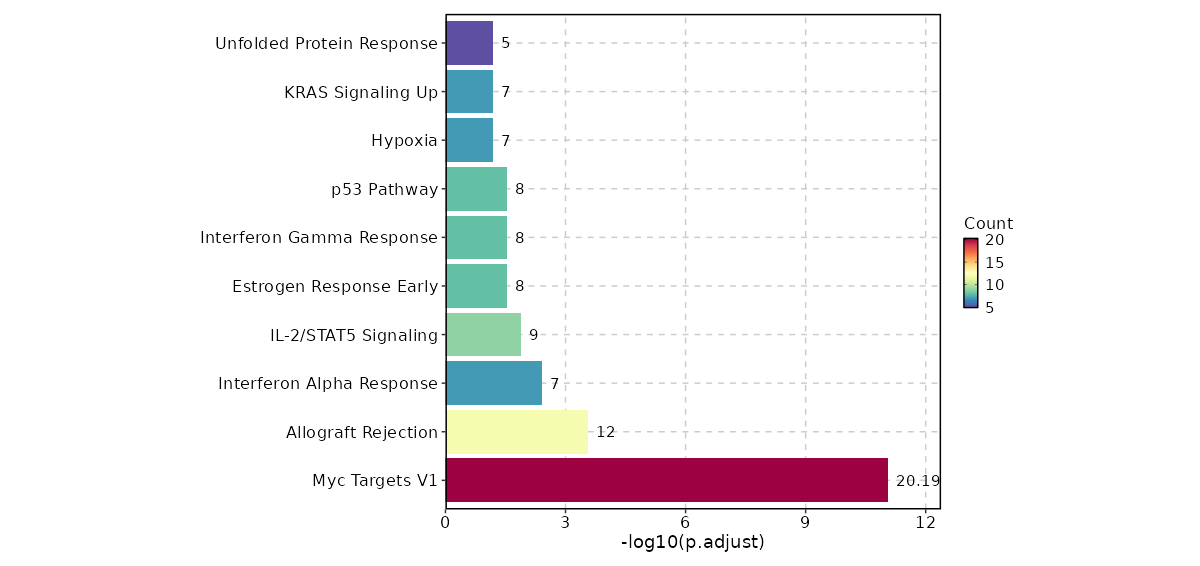 Unfolded Protein Response 5
KRAS Signaling Up 7
Hypoxia 7
p53 Pathway 8
Interferon Gamma Response 8
Estrogen Response Early 8
IL-2/STAT5 Signaling 9
Interferon Alpha Response 7
Allograft Rejection 12
Myc Targets V1 20.19
0 3 6 9 12
-log10(p.adjust)
Count
20
15
10
5